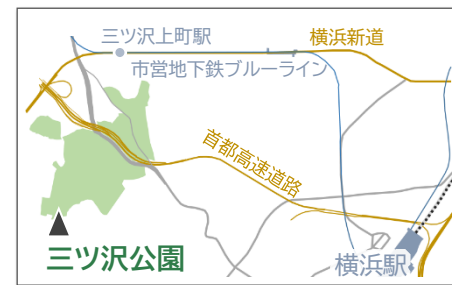 三ツ沢上町駅
横浜新道
市営地下鉄ブルーライン
首都高速道路
三ツ沢公園
横浜駅